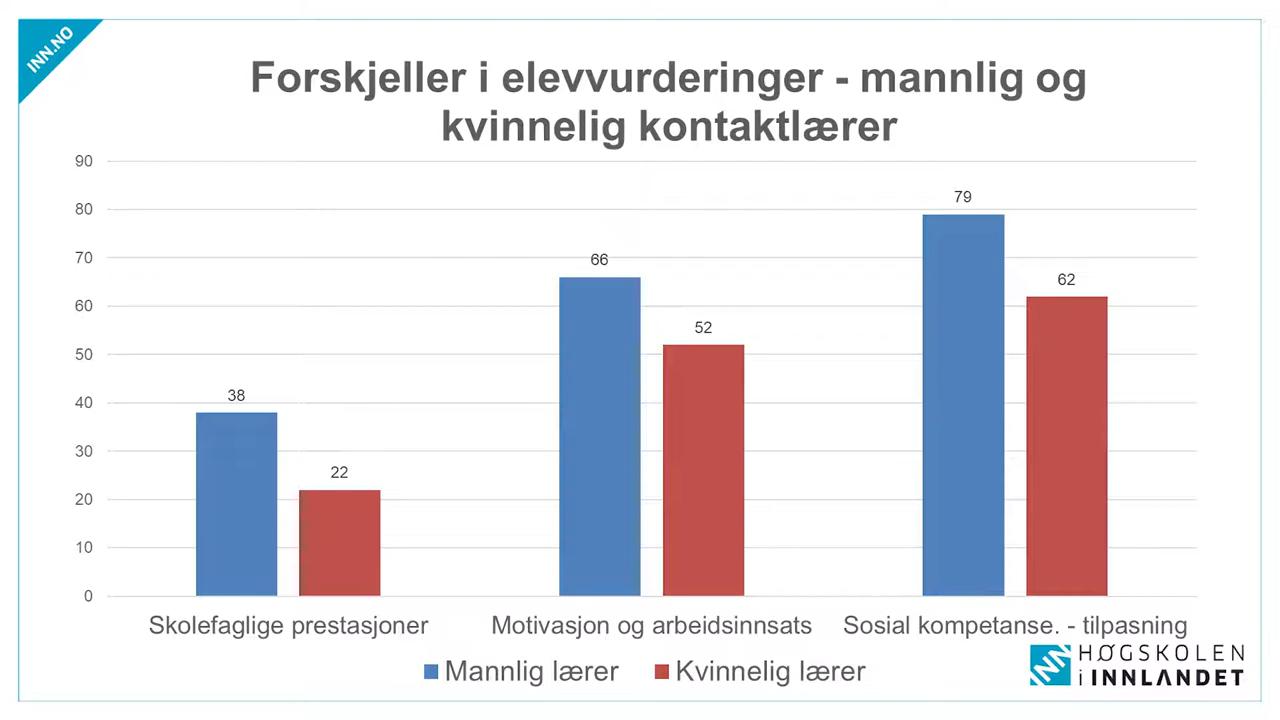 INN.NO
Forskjeller i elevvurderinger - mannlig og
kvinnelig kontaktlærer
90
80
70
60
50
40
30
20
10
0
38
22
66
52
79
62
Skolefaglige prestasjoner
Motivasjon og arbeidsinnsats
Sosial kompetanse. - tilpasning
Mannlig lærer
Kvinnelig lærer
INN
HØGSKOLEN
i INNLANDET